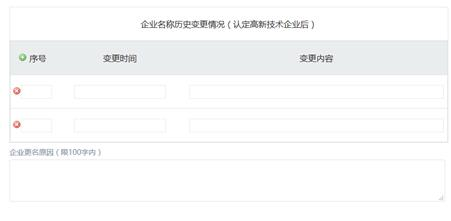 企业名称历史变更情况（认定高新技术企业后）
序号 变更时间 变更内容
企业更名原因（限100字内）